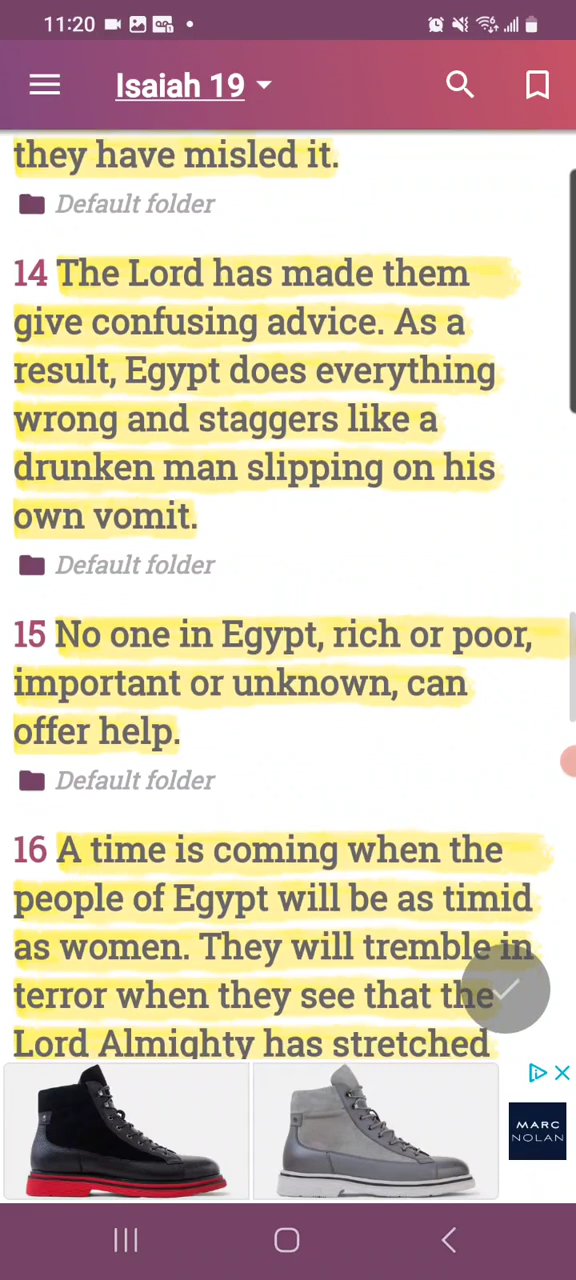 11:20
Isaiah 19
they have misled it.
Default folder
14 The Lord has made them
give confusing advice. As a
result, Egypt does everything
wrong and staggers like a
drunken man slipping on his
own vomit.
Default folder
15 No one in Egypt, rich or poor,
important or unknown, can
offer help.
Default folder
16 A time is coming when the
people of Egypt will be as timid
as women. They will tremble in
terror when they see that the
Lord Almighty has stretched
MARC
NOLAN